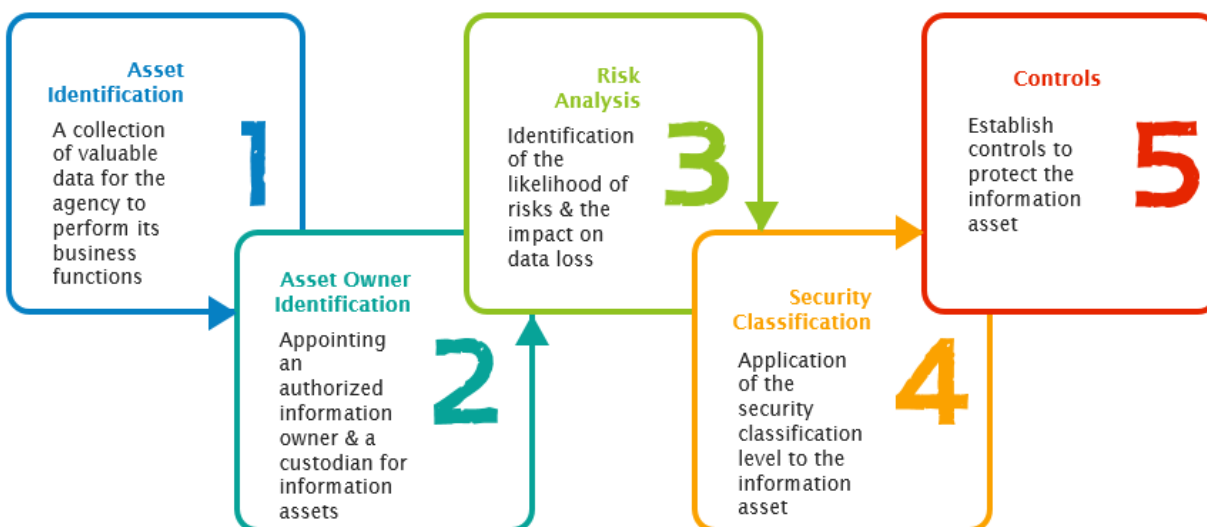 Asset
Identification
A collection
of valuable
data for the
agency to
perform its
business
functions
1
Asset Owner
Identification
Appointing
an
authorized
information
owner & a
custodian for
information
assets
2
Risk
Analysis
Identification
of the
likelihood of
risks & the
impact on
data loss
3
Security
Classification
Application
of the
security
classification
level to the
information
asset
4
Controls
Establish
controls to
protect the
information
asset
5